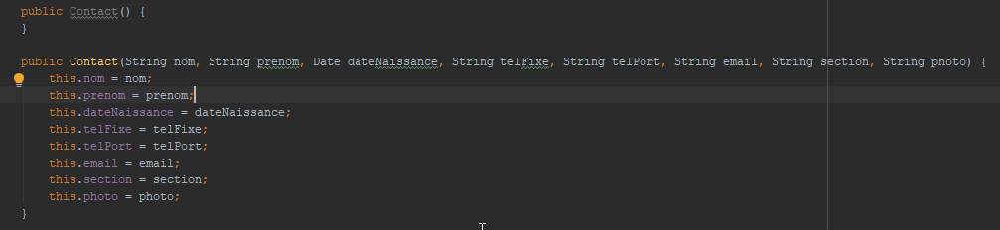 public Contact() {
}
public Contact(String nom, String prenom, Date dateNaissance, String telFixe, String telPort, String email, String section, String photo) {
this.nom = nom;
this.prenom = prenom;
this.dateNaissance = dateNaissance;
this.telFixe = telFixe;
this.telPort = telPort;
this.email = email;
this.section = section;
this.photo = photo;
}